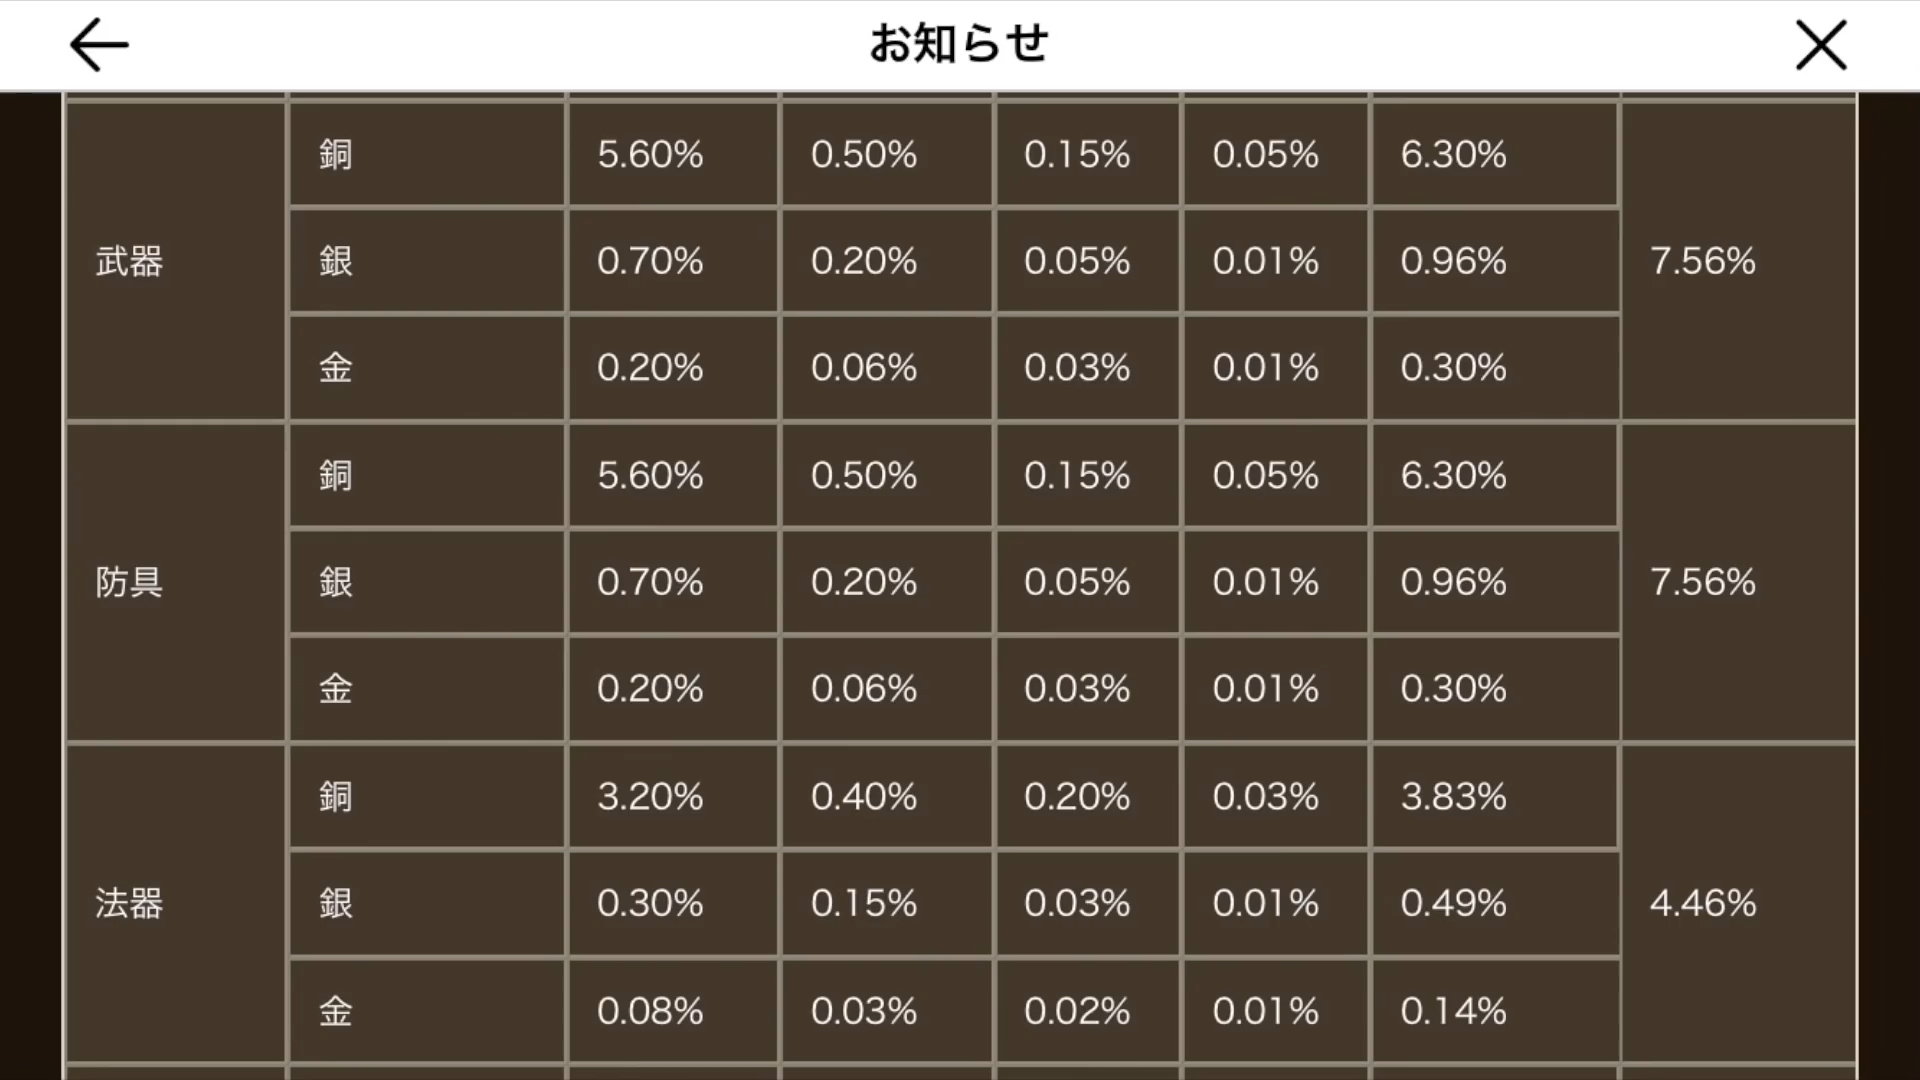 お知らせ
銅 5.60% 0.50% 0.15% 0.05% 6.30%
武器 銀 0.70% 0.20% 0.05% 0.01% 0.96% 7.56%
金 0.20% 0.06% 0.03% 0.01% 0.30%
銅 5.60% 0.50% 0.15% 0.05% 6.30%
防具 銀 0.70% 0.20% 0.05% 0.01% 0.96% 7.56%
金 0.20% 0.06% 0.03% 0.01% 0.30%
銅 3.20% 0.40% 0.20% 0.03% 3.83%
法器 銀 0.30% 0.15% 0.03% 0.01% 0.49% 4.46%
金 0.08% 0.03% 0.02% 0.01% 0.14%